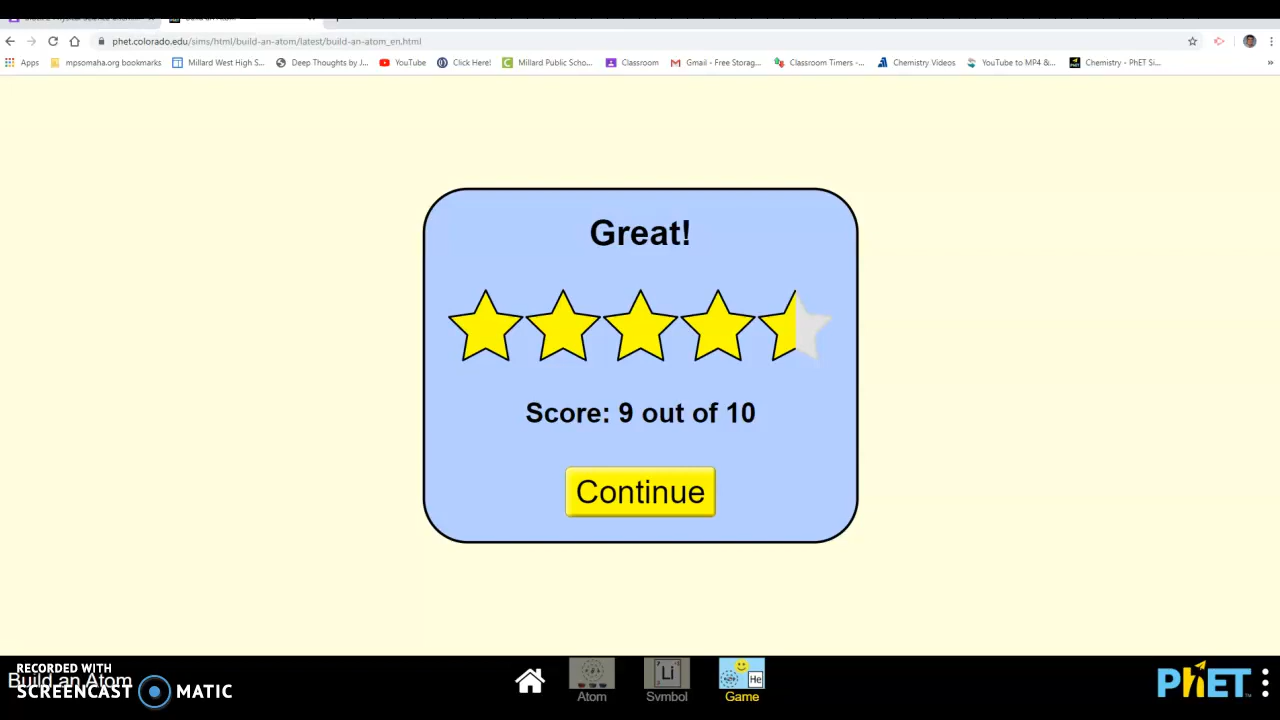 phet.colorado.edu/sims/html/build-an-atom/latest/build-an-atom_en.html
Apps mpsomaha.org bookmarks Millard West High S... Deep Thoughts by J... YouTube Click Here! Millard Public Scho... Classroom Gmail - Free Storag... Classroom Timers -... Chemistry Videos YouTube to MP4 &... Chemistry - PhET Si... »
Great!
Score: 9 out of 10
Continue
RECORDED WITH
Build an Atom
SCREENCAST MATIC
Li
He
Atom Symbol Game
PhET